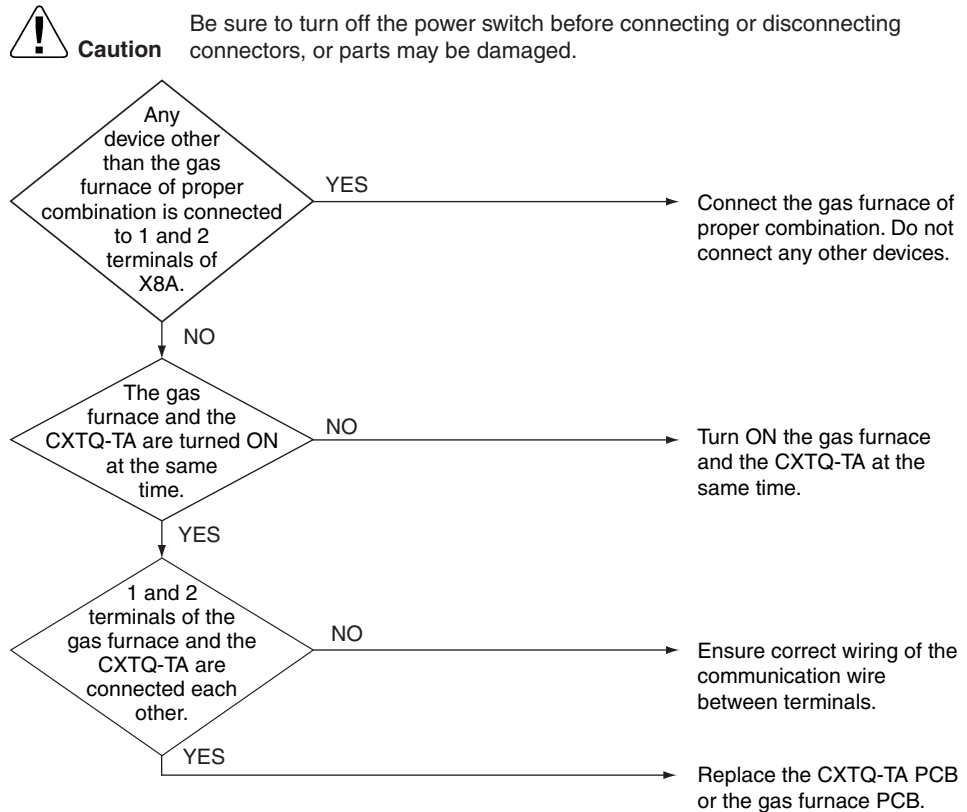 Be sure to turn off the power switch before connecting or disconnecting
Caution connectors, or parts may be damaged.
Any
device other
than the gas
furnace of proper
combination is connected
to 1 and 2
terminals of
X8A.
YES
Connect the gas furnace of
proper combination. Do not
connect any other devices.
NO
The gas
furnace and the
CXTQ-TA are turned ON
at the same
time.
NO
Turn ON the gas furnace
and the CXTQ-TA at the
same time.
YES
1 and 2
terminals of the
gas furnace and the
CXTQ-TA are
connected each
other.
NO
Ensure correct wiring of the
communication wire
between terminals.
YES
Replace the CXTQ-TA PCB
or the gas furnace PCB.